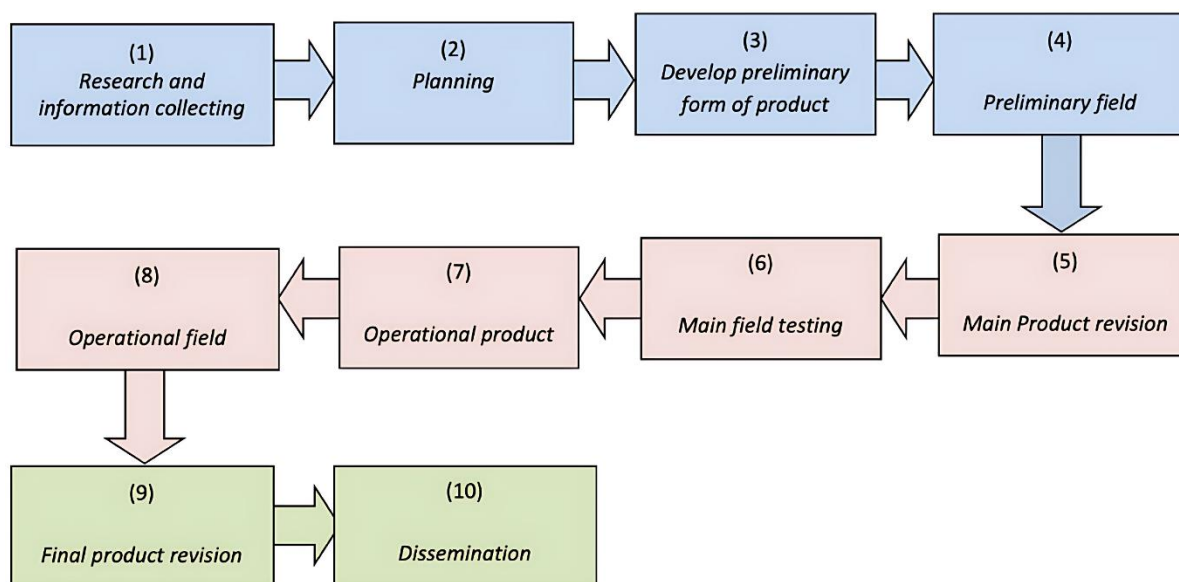 (1)
Research and
information collecting
(2)
Planning
(3)
Develop preliminary
form of product
(4)
Preliminary field
(5)
Main Product revision
(6)
Main field testing
(7)
Operational product
(8)
Operational field
(9)
Final product revision
(10)
Dissemination